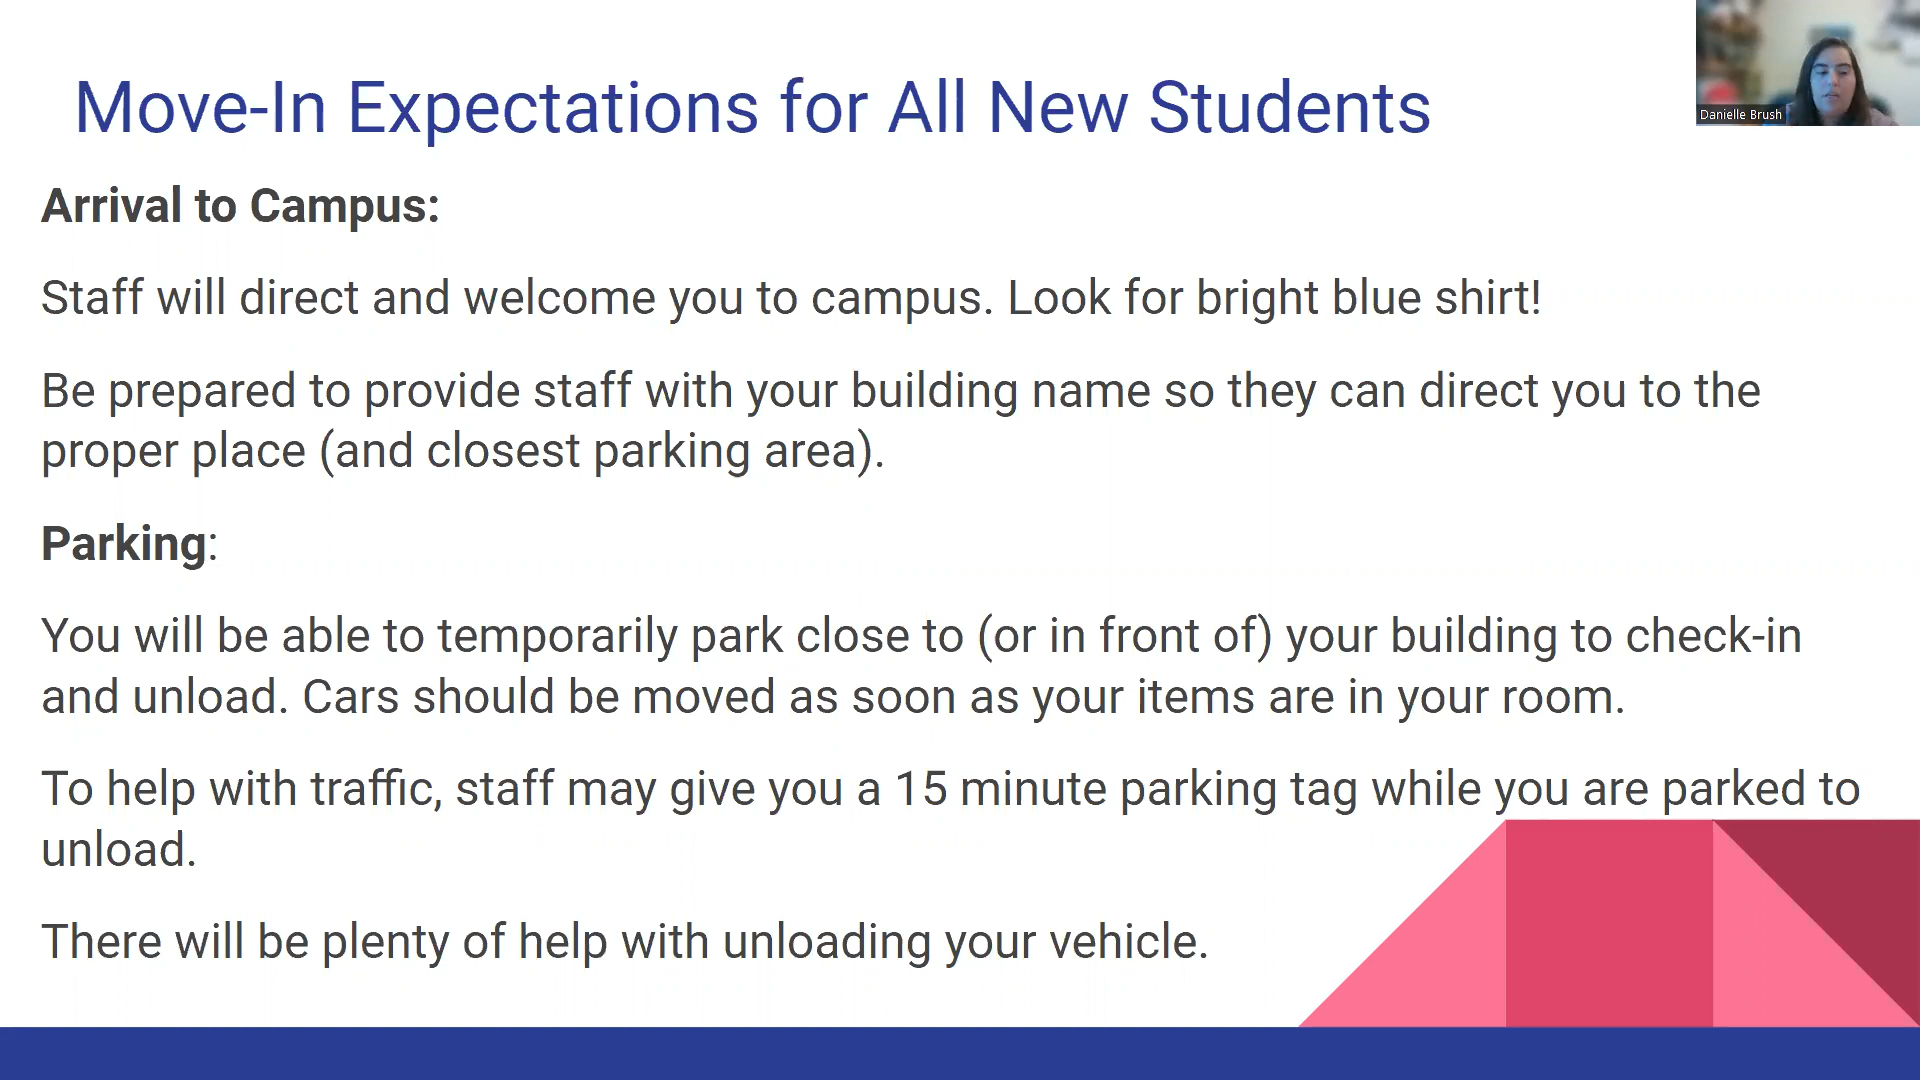 Move-In Expectations for All New Students
Danielle Brush
Arrival to Campus:
Staff will direct and welcome you to campus. Look for bright blue shirt!
Be prepared to provide staff with your building name so they can direct you to the
proper place (and closest parking area).
Parking:
You will be able to temporarily park close to (or in front of) your building to check-in
and unload. Cars should be moved as soon as your items are in your room.
To help with traffic, staff may give you a 15 minute parking tag while you are parked to
unload.
There will be plenty of help with unloading your vehicle.